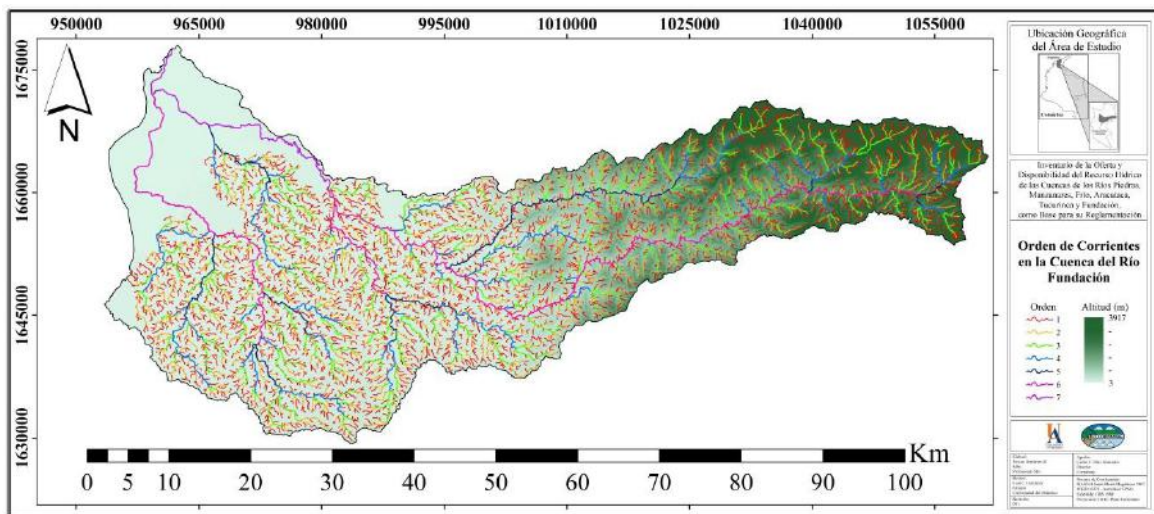 950000 965000 980000 995000 1010000 1025000 1040000 1055000
1675000
1660000
1645000
1630000
N
Km
0 5 10 20 30 40 50 60 70 80 90 100
Ubicación Geográfica
del Área de Estudio
Inventario de la Oferta y
Disponibilidad del Recurso Hídrico
de las Cuencas de los Ríos Piedras,
Manzanares, Frío, Aracataca,
Tucurinca y Fundación,
como Base para su Reglamentación
Orden de Corrientes
en la Cuenca del Río
Fundación
Orden
1
2
3
4
5
6
7
Altitud (m)
3917
3